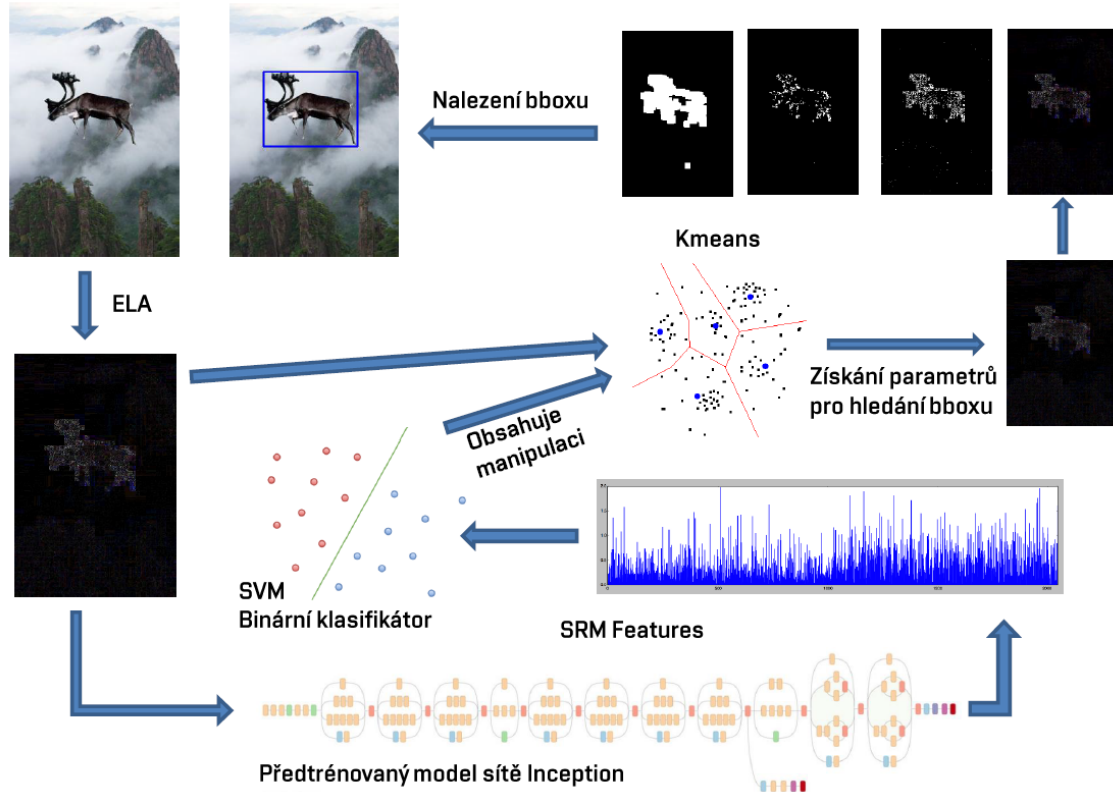 Nalezení bboxu
Kmeans
ELA
Získání parametrů
pro hledání bboxu
Obsahuje
manipulaci
SVM
Binární klasifikátor
SRM Features
Předtrénovaný model sítě Inception